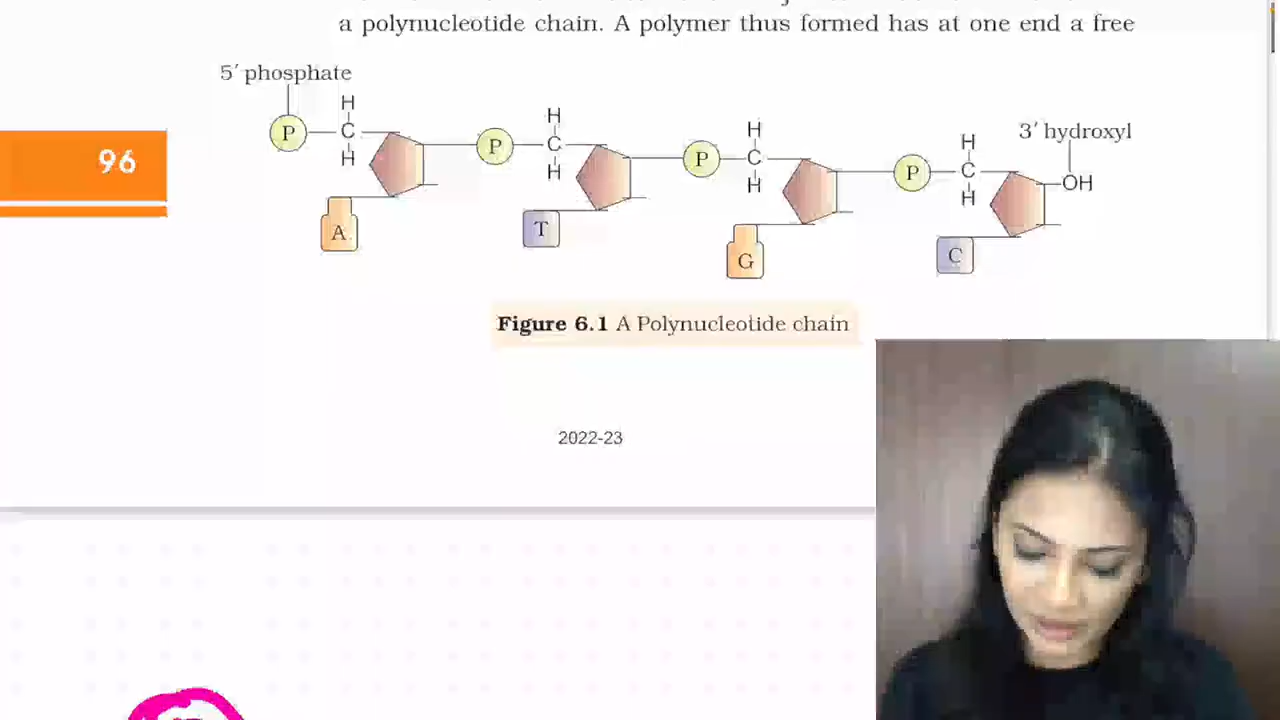 a polynucleotide chain. A polymer thus formed has at one end a free
5′ phosphate
3′ hydroxyl
H H H H
P C P C P C P C
H H H H
OH
96
A T G C
Figure 6.1 A Polynucleotide chain
2022-23